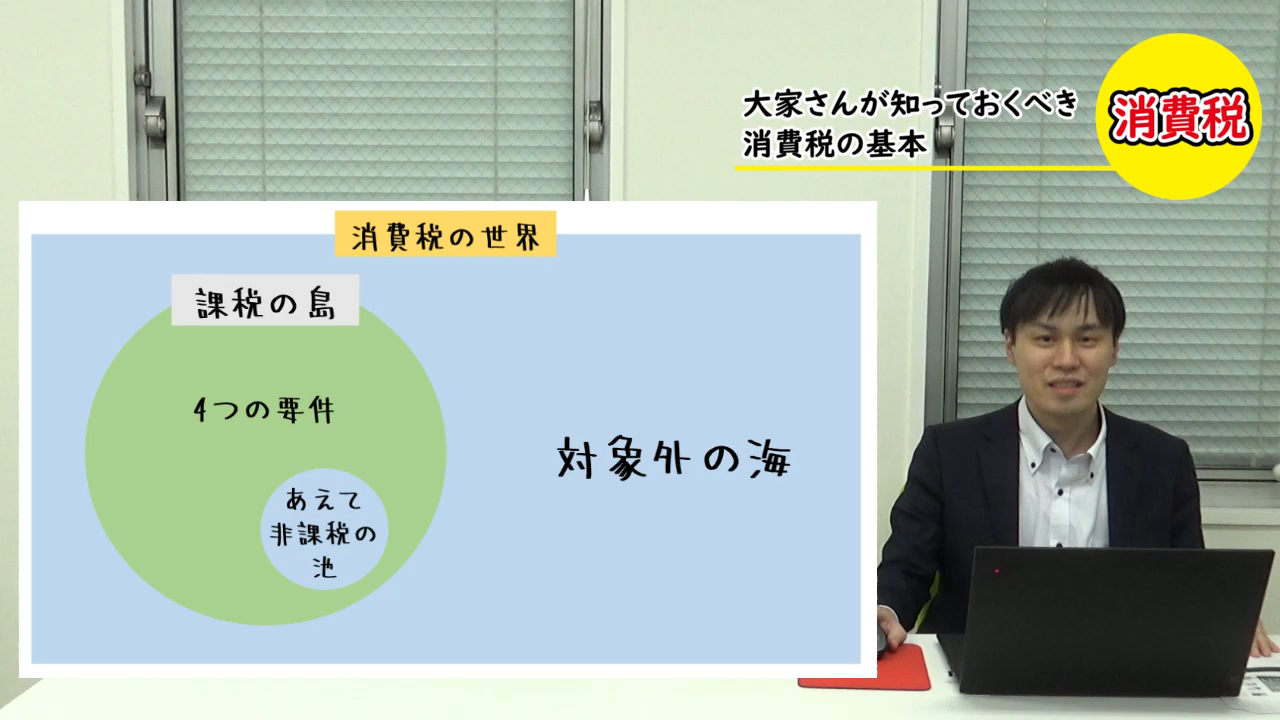 大家さんが知っておくべき
消費税の基本
消費税
消費税の世界
課税の島
4つの要件
あえて
非課税の
池
対象外の海